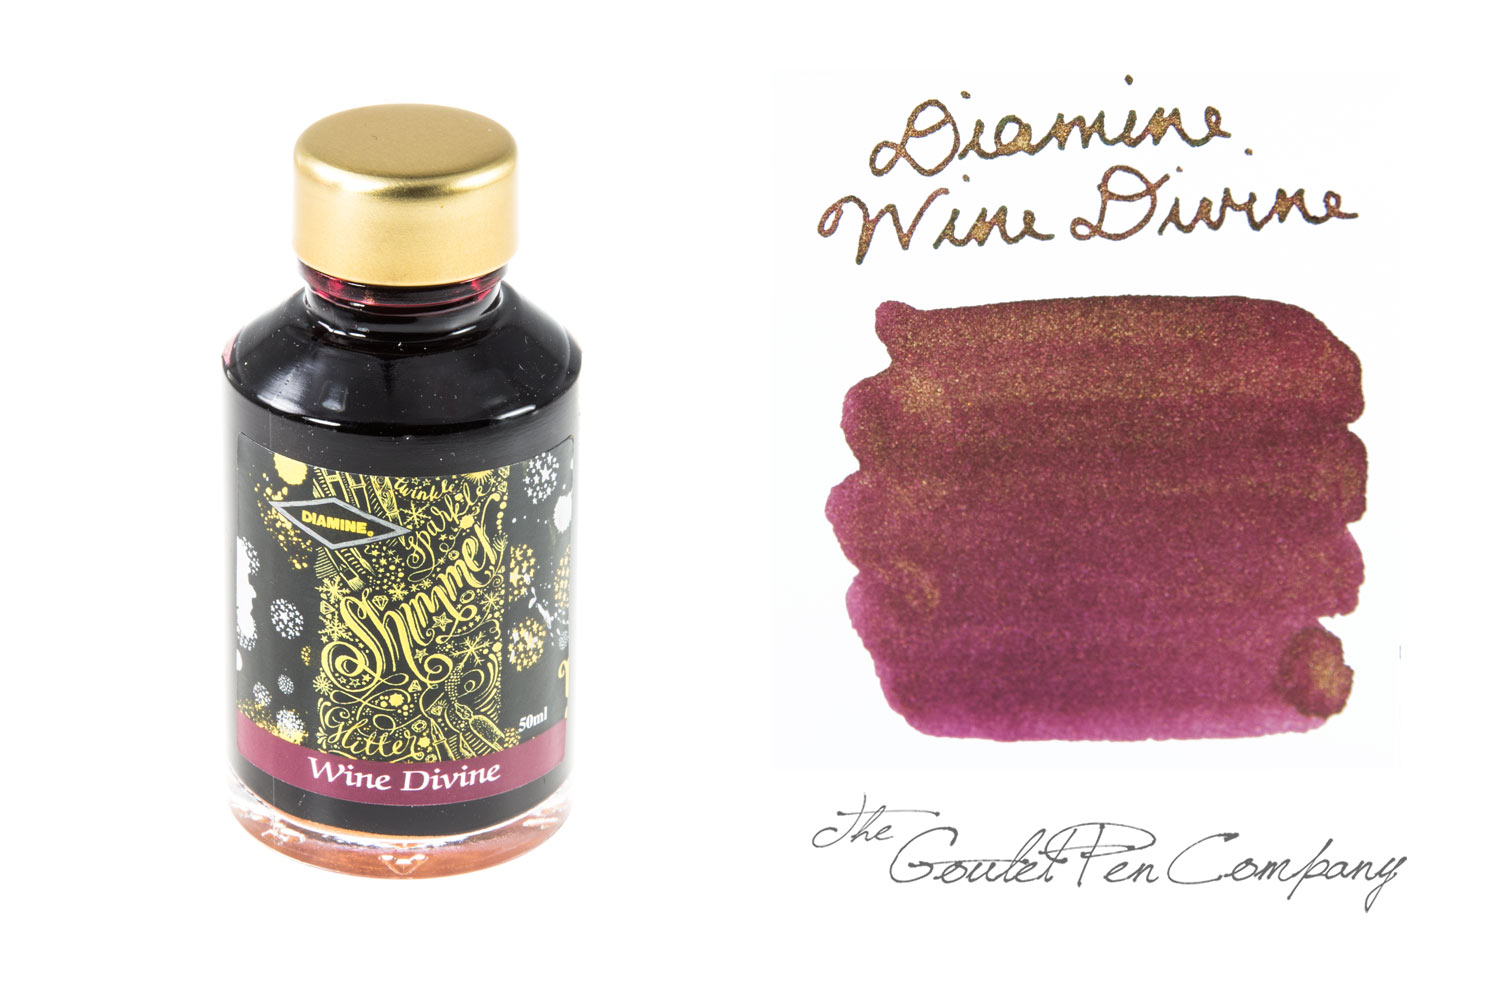 twinkle
sparkle
DIAMINE
Shimmer
50ml
Glitter
Wine Divine
Diamine
Wine Divine
The Goulet Pen Company